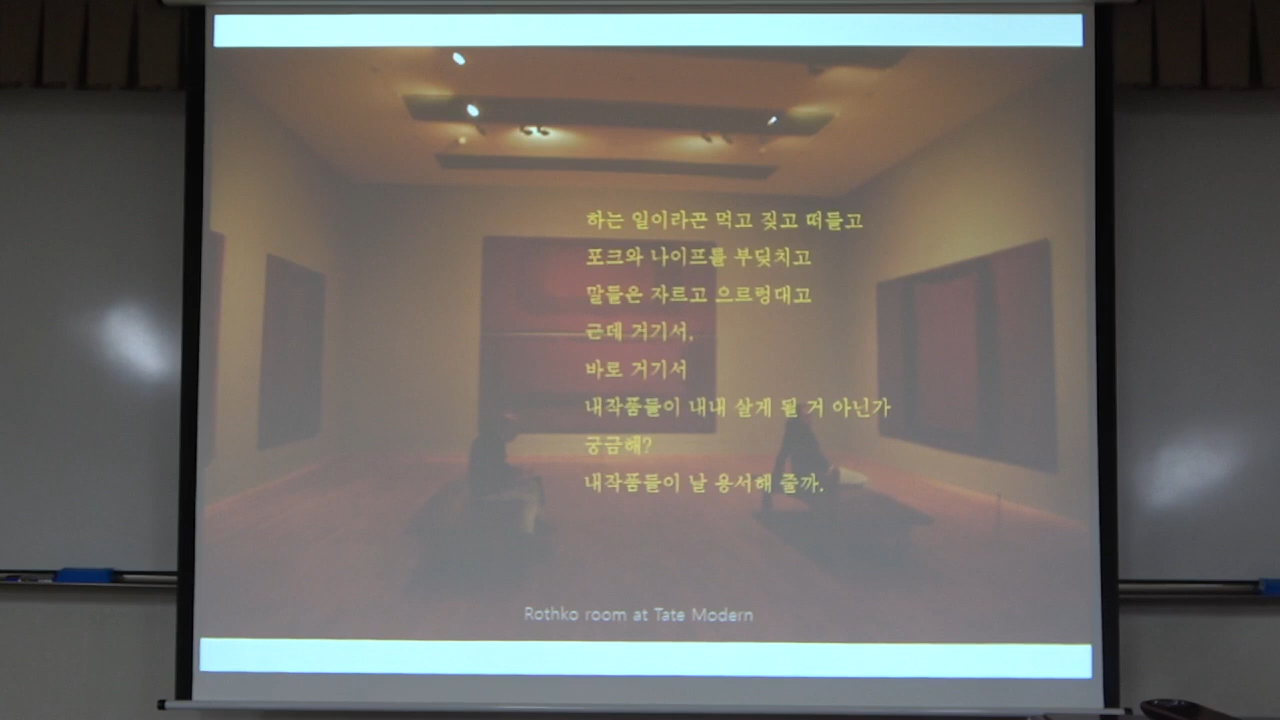 하는 일이라곤 먹고 짖고 떠들고
포크와 나이프를 부딪치고
말들은 자르고 으르렁대고
근데 거기서,
바로 거기서
내작품들이 내내 살게 될 거 아닌가
궁금해?
내작품들이 날 용서해 줄까.
Rothko room at Tate Modern